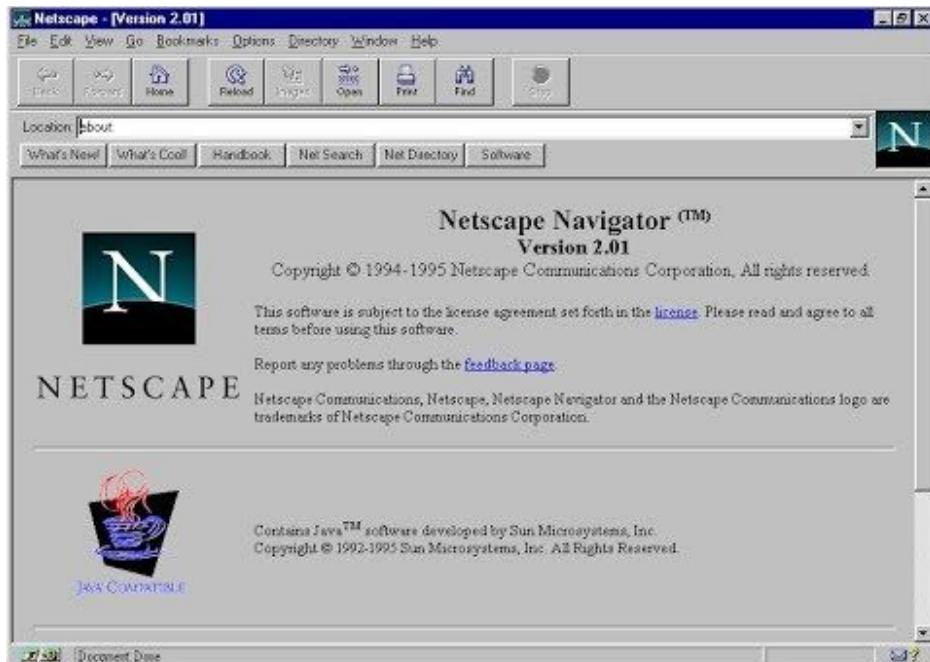 Netscape - [Version 2.01]
File Edit View Go Bookmarks Options Directory Window Help
Back Forward Home Reload Images Open Print Find Stop
Location: about:
N
What's New! What's Cool! Handbook Net Search Net Directory Software
Netscape Navigator (TM)
Version 2.01
Copyright © 1994-1995 Netscape Communications Corporation, All rights reserved.
N
NETSCAPE
This software is subject to the license agreement set forth in the license. Please read and agree to all
terms before using this software.
Report any problems through the feedback page.
Netscape Communications, Netscape, Netscape Navigator and the Netscape Communications logo are
trademarks of Netscape Communications Corporation.
JAVA COMPATIBLE
Contains Java™ software developed by Sun Microsystems, Inc.
Copyright © 1992-1995 Sun Microsystems, Inc. All Rights Reserved.
Document: Done
?